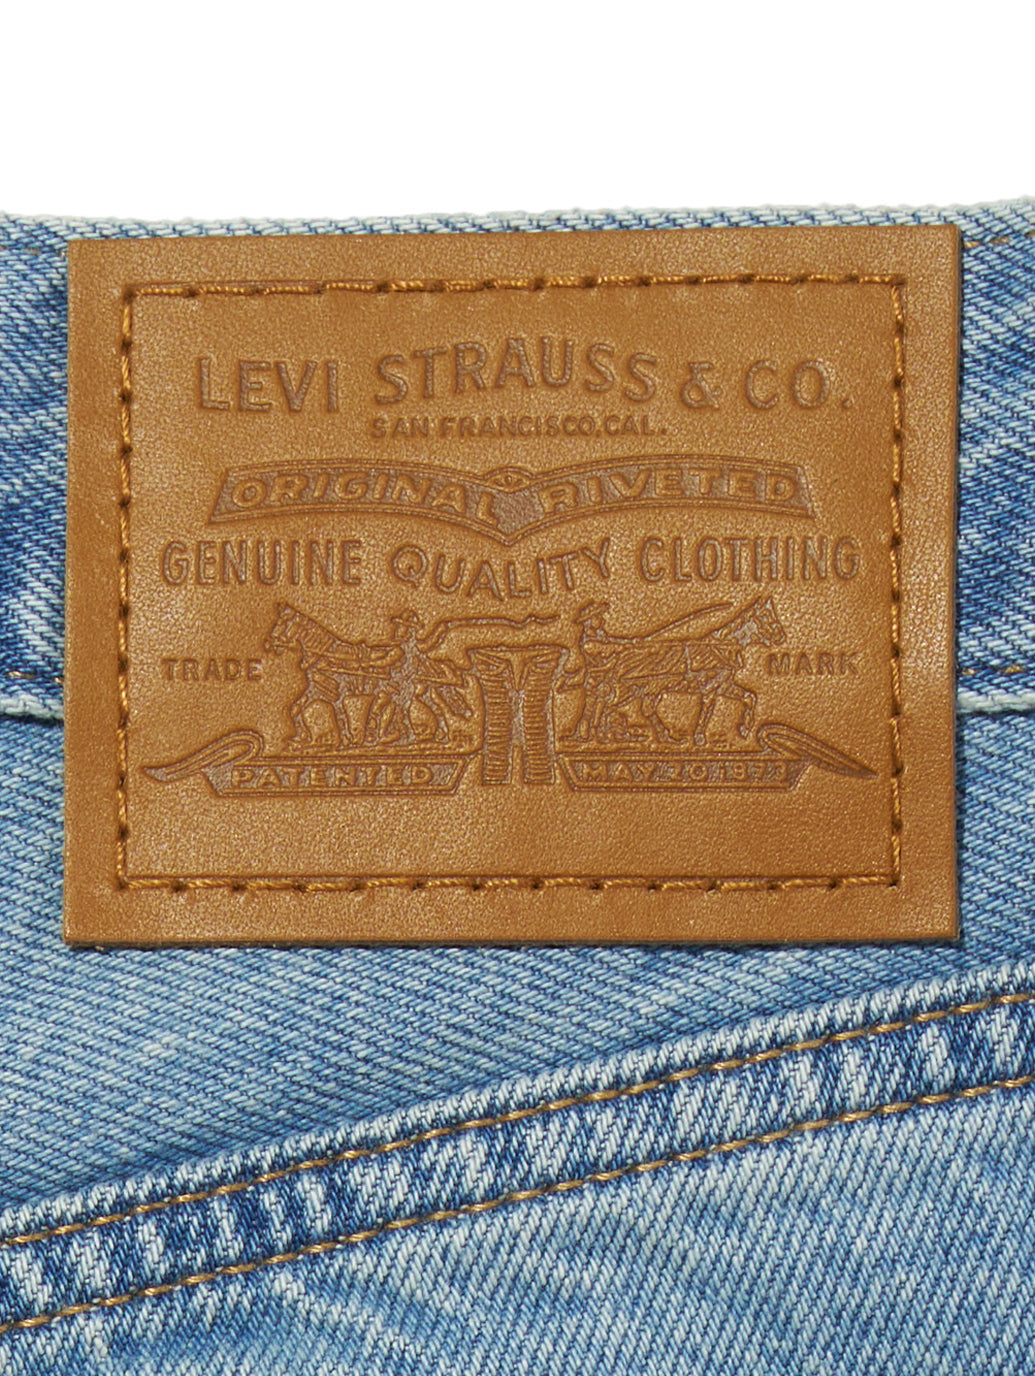 LEVI STRAUSS & CO.
SAN FRANCISCO, CAL.
ORIGINAL RIVETED
GENUINE QUALITY CLOTHING
TRADE MARK
PATENTED MAY 20 1873